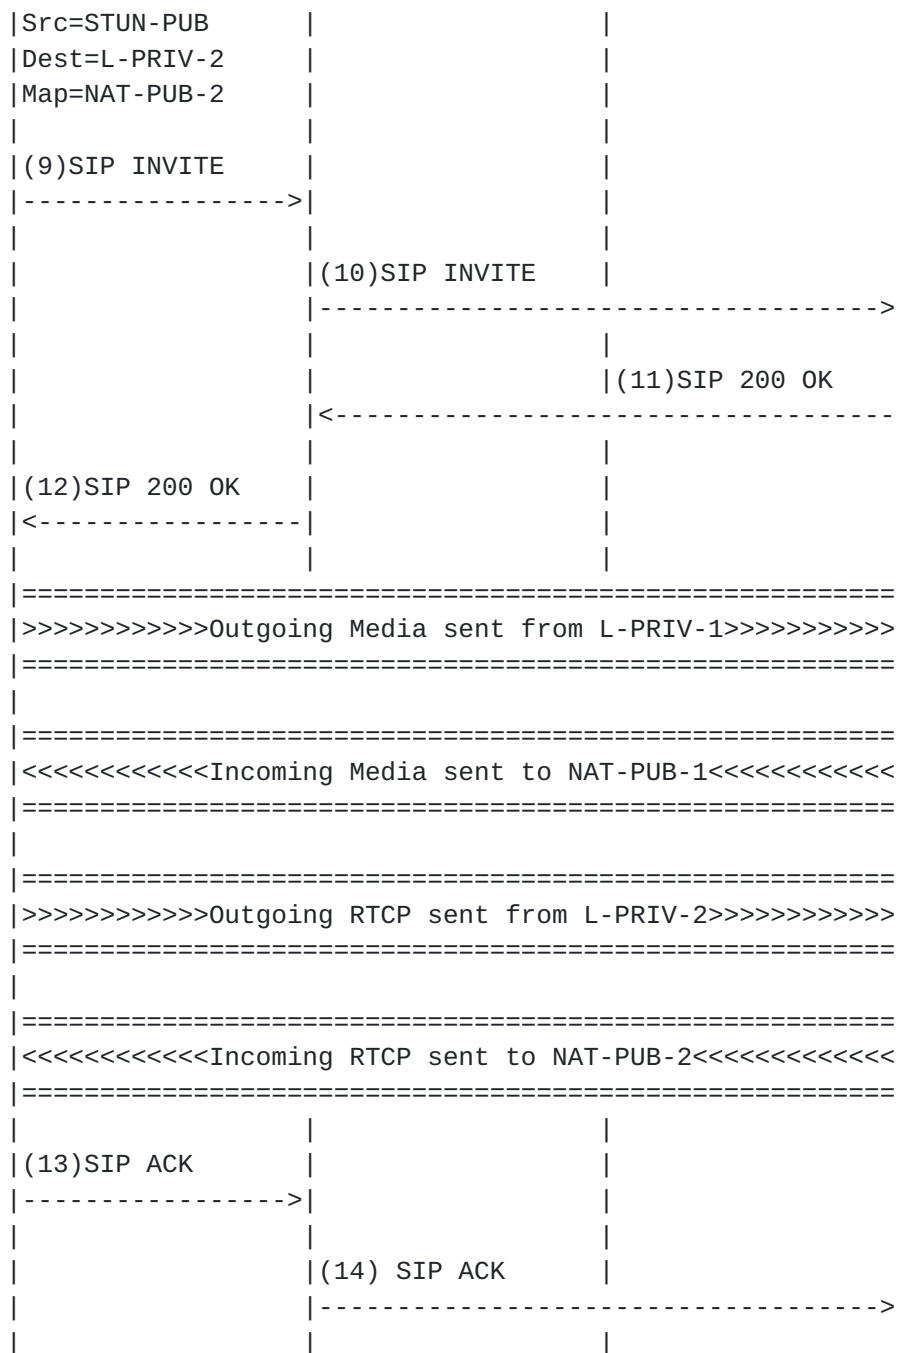 |Src=STUN-PUB      |                  |
|Dest=L-PRIV-2     |                  |
|Map=NAT-PUB-2     |                  |
|                  |                  |
|(9)SIP INVITE     |                  |
|----------------->|                  |
|                  |                  |
|                  |(10)SIP INVITE    |
|                  |------------------------------------>
|                  |                  |
|                  |                  |(11)SIP 200 OK
|                  |<------------------------------------
|                  |                  |
|(12)SIP 200 OK    |                  |
|<-----------------|                  |
|                  |                  |
|========================================================
|>>>>>>>>>>>>Outgoing Media sent from L-PRIV-1>>>>>>>>>>>
|========================================================
|
|========================================================
|<<<<<<<<<<<<Incoming Media sent to NAT-PUB-1<<<<<<<<<<<<
|========================================================
|
|========================================================
|>>>>>>>>>>>>Outgoing RTCP sent from L-PRIV-2>>>>>>>>>>>>
|========================================================
|
|========================================================
|<<<<<<<<<<<<Incoming RTCP sent to NAT-PUB-2<<<<<<<<<<<<<
|========================================================
|                  |                  |
|(13)SIP ACK       |                  |
|----------------->|                  |
|                  |                  |
|                  |(14) SIP ACK      |
|                  |------------------------------------>
|                  |                  |